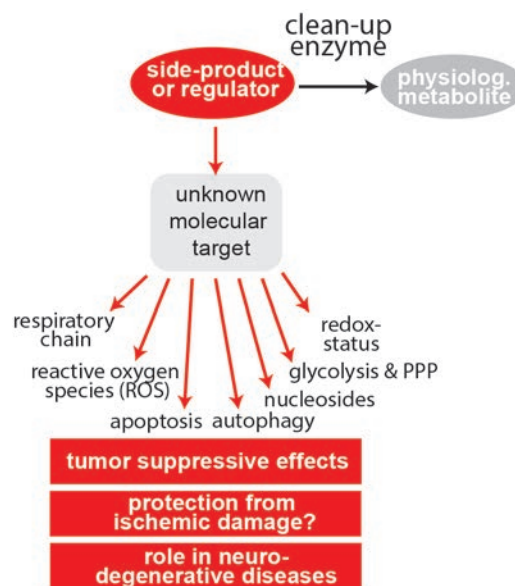 clean-up
enzyme
side-product
or regulator
physiolog.
metabolite
unknown
molecular
target
respiratory
chain
redox-
status
reactive oxygen
species (ROS)
glycolysis & PPP
nucleosides
apoptosis
autophagy
tumor suppressive effects
protection from
ischemic damage?
role in neuro-
degenerative diseases